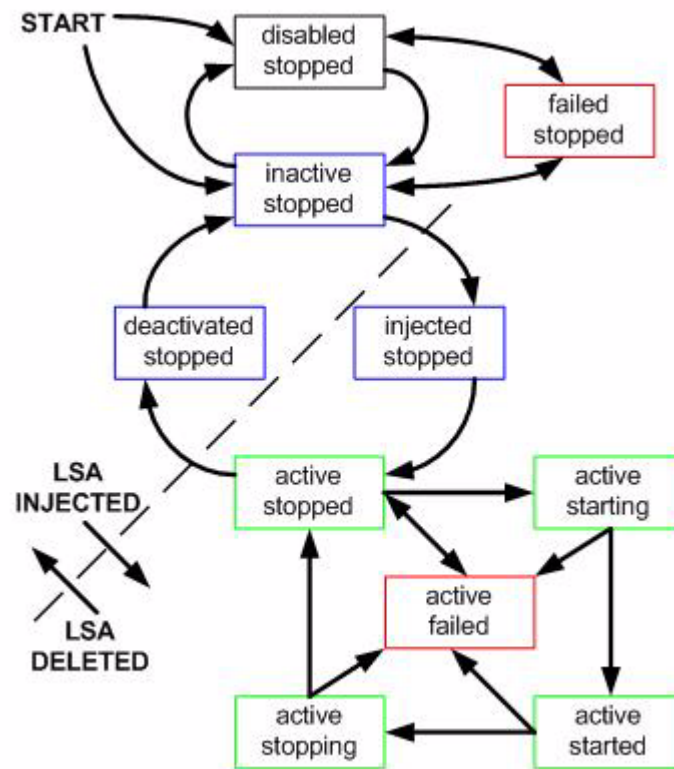 START
disabled
stopped
failed
stopped
inactive
stopped
deactivated
stopped
injected
stopped
LSA
INJECTED
active
stopped
active
starting
active
failed
LSA
DELETED
active
stopping
active
started